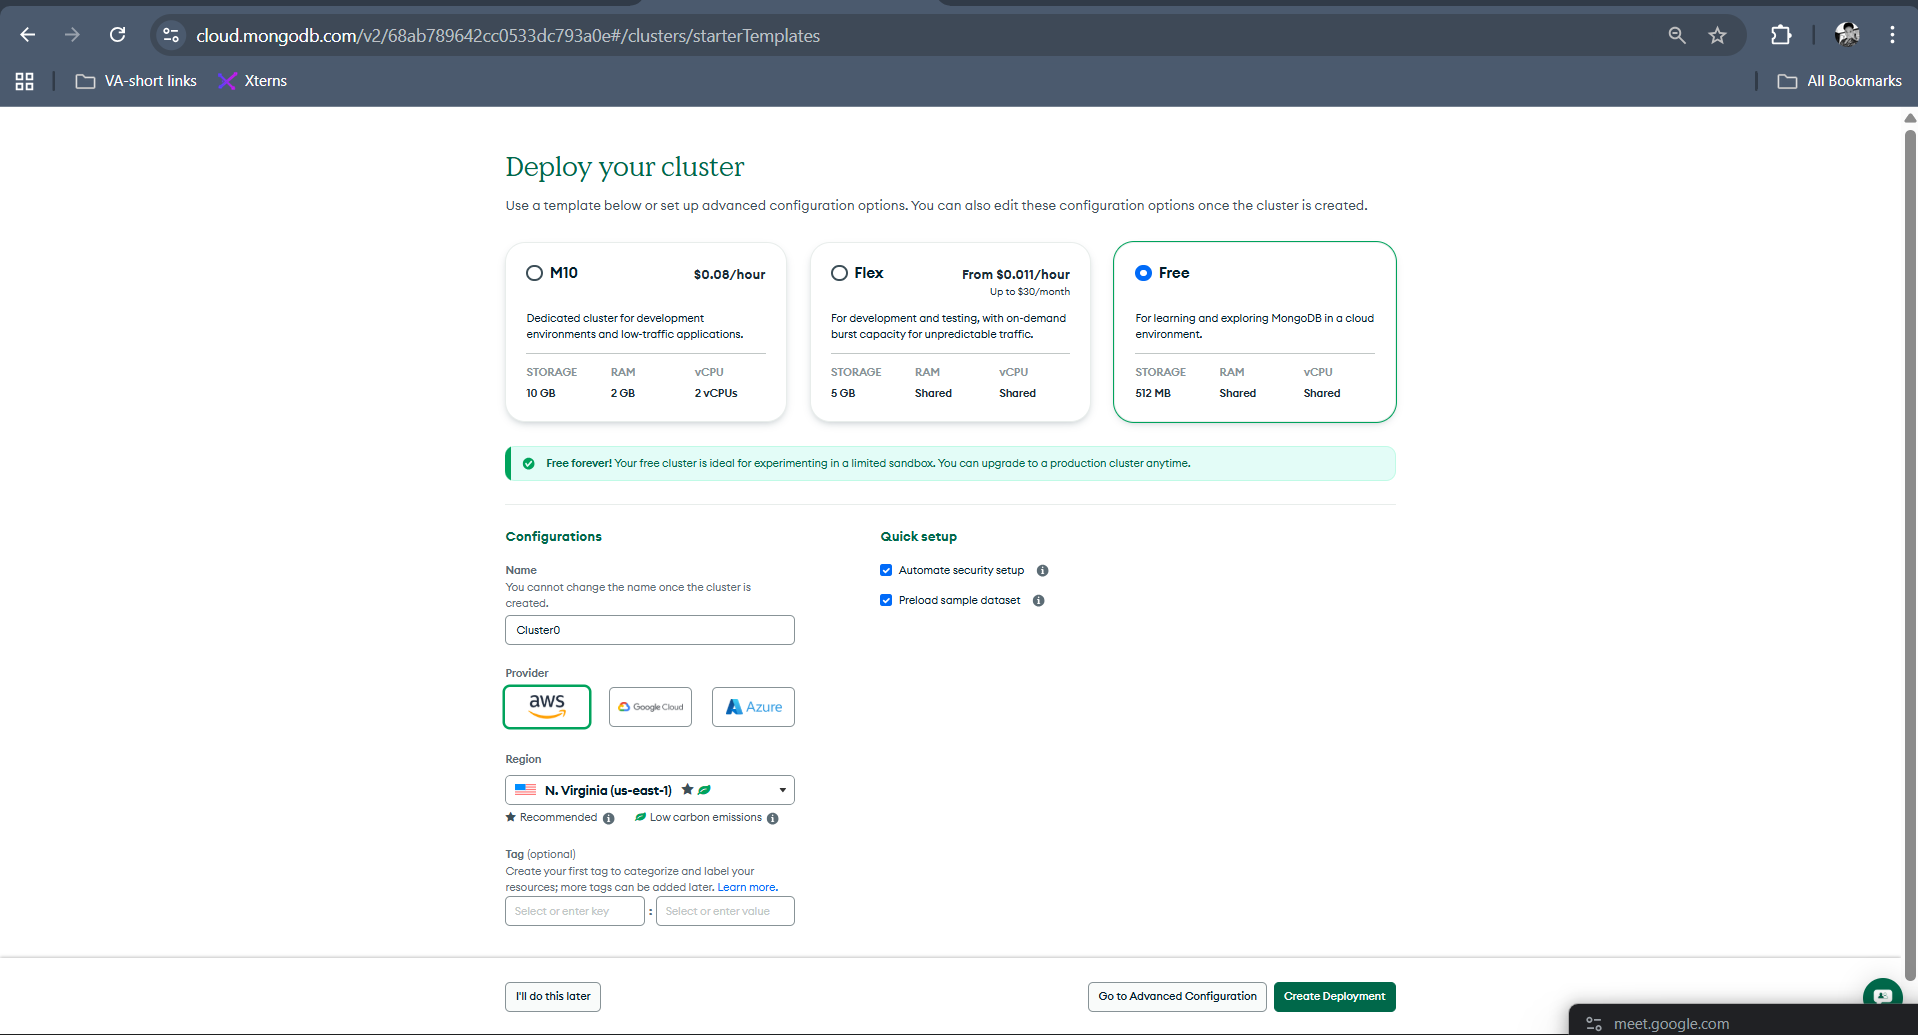 cloud.mongodb.com/v2/68ab789642cc0533dc793a0e#/clusters/starterTemplates
VA-short links
Xterns
All Bookmarks
Deploy your cluster
Use a template below or set up advanced configuration options. You can also edit these configuration options once the cluster is created.
M10
$0.08/hour
Dedicated cluster for development
environments and low-traffic applications.
STORAGE RAM vCPU
10 GB 2 GB 2 vCPUs
Flex
From $0.011/hour
Up to $30/month
For development and testing, with on-demand
burst capacity for unpredictable traffic.
STORAGE RAM vCPU
5 GB Shared Shared
Free
For learning and exploring MongoDB in a cloud
environment.
STORAGE RAM vCPU
512 MB Shared Shared
Free forever! Your free cluster is ideal for experimenting in a limited sandbox. You can upgrade to a production cluster anytime.
Configurations
Name
You cannot change the name once the cluster is
created.
Cluster0
Provider
aws
Google Cloud
Azure
Region
N. Virginia (us-east-1)
Recommended
Low carbon emissions
Tag (optional)
Create your first tag to categorize and label your
resources; more tags can be added later. Learn more.
Select or enter key : Select or enter value
Quick setup
Automate security setup
Preload sample dataset
I'll do this later
Go to Advanced Configuration
Create Deployment
meet.google.com